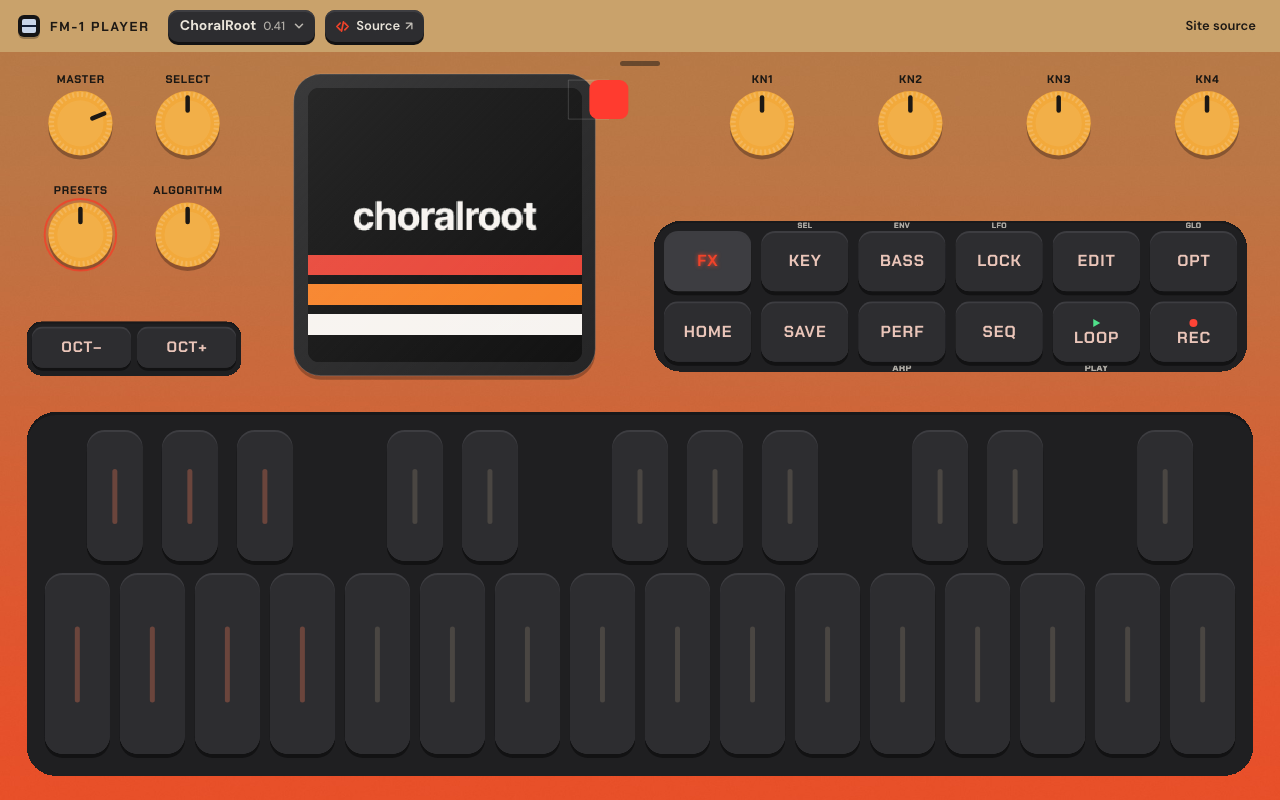 FM-1 PLAYER
ChoralRoot 0.41
Source
Site source
MASTER
SELECT
PRESETS
ALGORITHM
OCT–
OCT+
choralroot
KN1
KN2
KN3
KN4
SEL
ENV
LFO
GLO
FX
KEY
BASS
LOCK
EDIT
OPT
HOME
SAVE
PERF
SEQ
LOOP
REC
ARP
PLAY